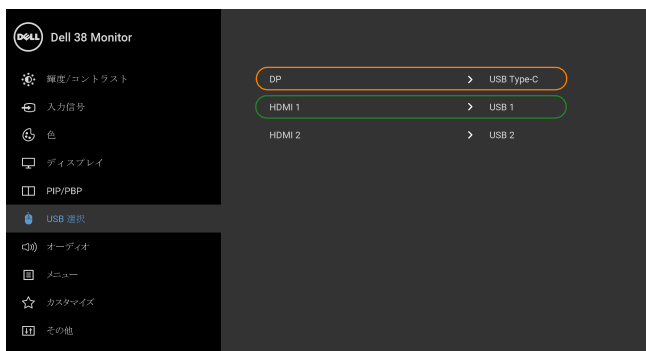 DELL Dell 38 Monitor
輝度/コントラスト
入力信号
色
ディスプレイ
PIP/PBP
USB 選択
オーディオ
メニュー
カスタマイズ
その他
DP > USB Type-C
HDMI 1 > USB 1
HDMI 2 > USB 2